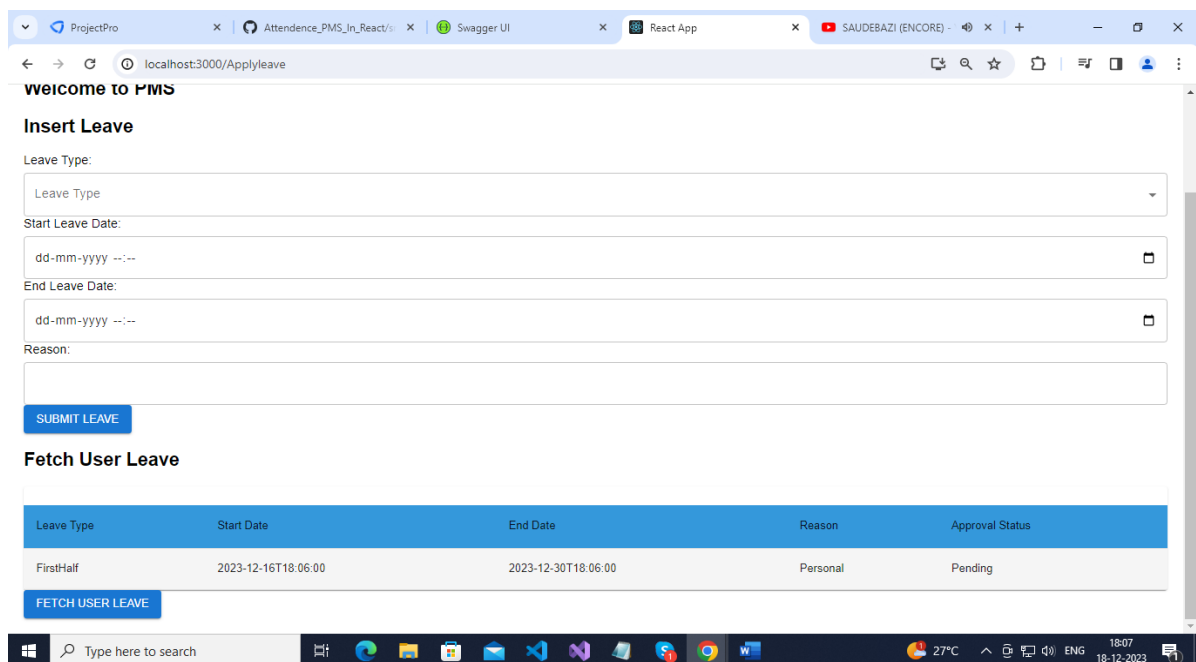 ProjectPro
Attendence_PMS_In_React/s
Swagger UI
React App
SAUDEBAZI (ENCORE) -
localhost:3000/Applyleave
Welcome to PMS
Insert Leave
Leave Type:
Leave Type
Start Leave Date:
dd-mm-yyyy --:--
End Leave Date:
dd-mm-yyyy --:--
Reason:
SUBMIT LEAVE
Fetch User Leave
Leave Type Start Date End Date Reason Approval Status
FirstHalf 2023-12-16T18:06:00 2023-12-30T18:06:00 Personal Pending
FETCH USER LEAVE
Type here to search
27°C
ENG
18:07
18-12-2023